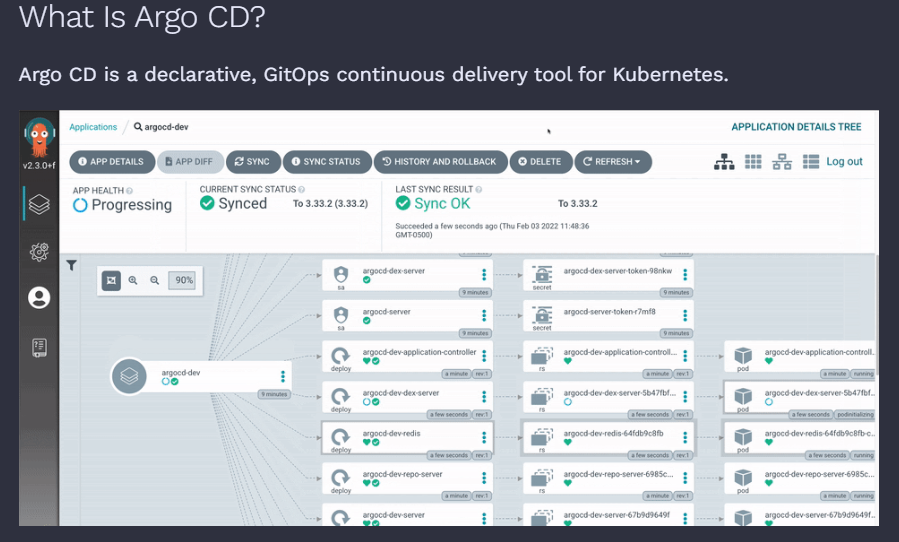 What Is Argo CD?
Argo CD is a declarative, GitOps continuous delivery tool for Kubernetes.
Applications / argocd-dev
APPLICATION DETAILS TREE
v2.3.0+f
APP DETAILS APP DIFF SYNC SYNC STATUS HISTORY AND ROLLBACK DELETE REFRESH Log out
APP HEALTH CURRENT SYNC STATUS LAST SYNC RESULT
Progressing Synced To 3.33.2 (3.33.2) Sync OK To 3.33.2
Succeeded a few seconds ago (Thu Feb 03 2022 11:48:36
GMT-0500)
90%
argocd-dex-server argocd-dex-server-token-98nkw
sa secret
9 minutes 9 minutes
argocd-server argocd-server-token-r7mf8
sa secret
9 minutes 9 minutes
argocd-dev-application-controller argocd-dev-application-controll... argocd-dev-application-controll...
deploy rs pod
a minute rev:1 a minute rev:1 a minute running
argocd-dev
9 minutes
argocd-dev-dex-server argocd-dev-dex-server-5b47fbf... argocd-dev-dex-server-5b47fbf...
deploy rs pod
a few seconds rev:1 a few seconds rev:1 a few seconds podinitializing
argocd-dev-redis argocd-dev-redis-64fdb9c8fb argocd-dev-redis-64fdb9c8fb-c...
deploy rs pod
a few seconds rev:1 a few seconds rev:1 a few seconds running
argocd-dev-repo-server argocd-dev-repo-server-6985c... argocd-dev-repo-server-6985c...
deploy rs pod
a minute rev:1 a minute rev:1 a minute running
argocd-dev-server argocd-dev-server-67b9d9649f argocd-dev-server-67b9d9649f-...